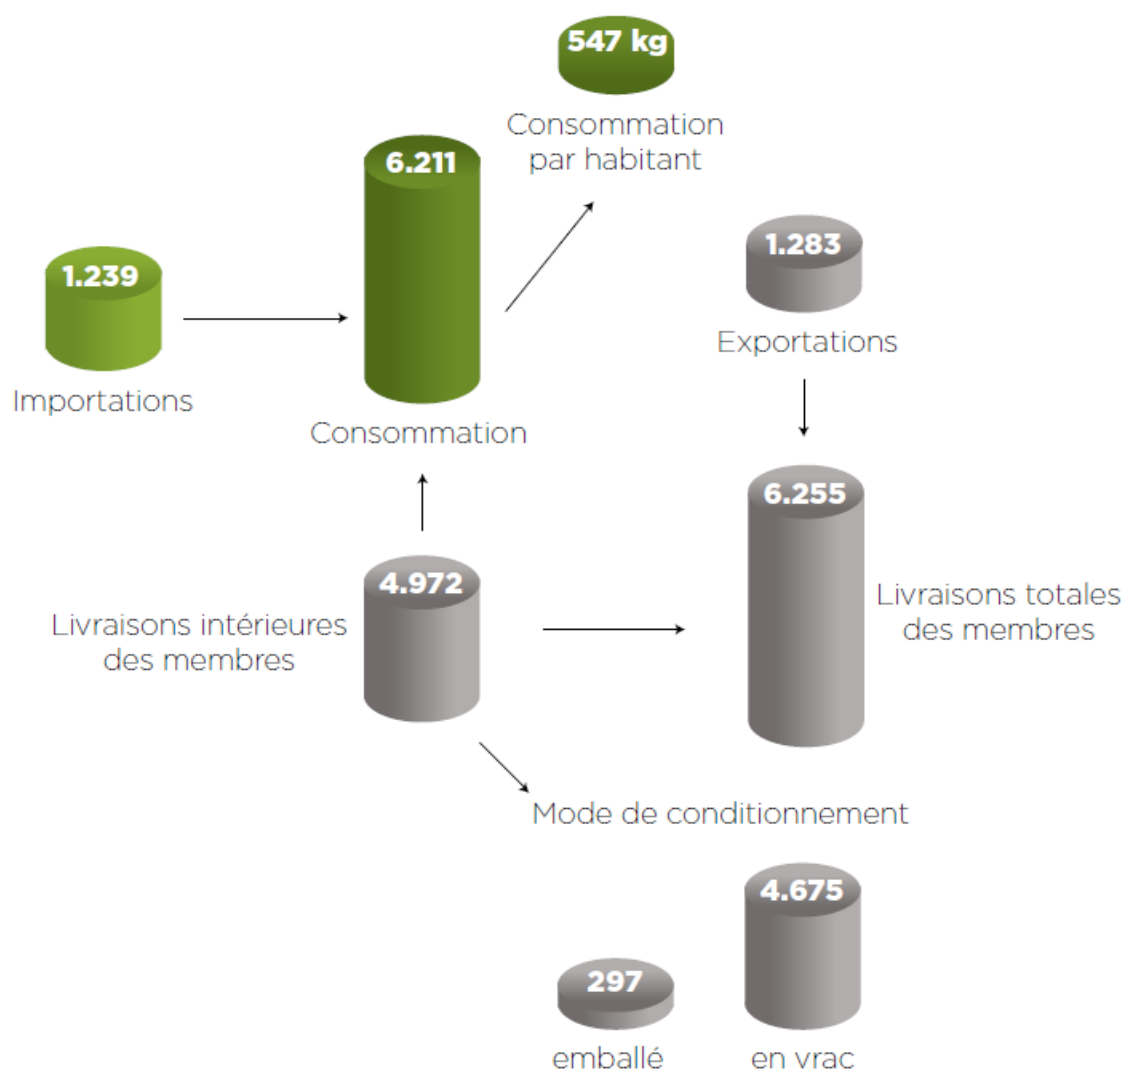 547 kg
Consommation
par habitant
6.211
Consommation
1.239
Importations
1.283
Exportations
6.255
Livraisons totales
des membres
4.972
Livraisons intérieures
des membres
Mode de conditionnement
4.675
en vrac
297
emballé